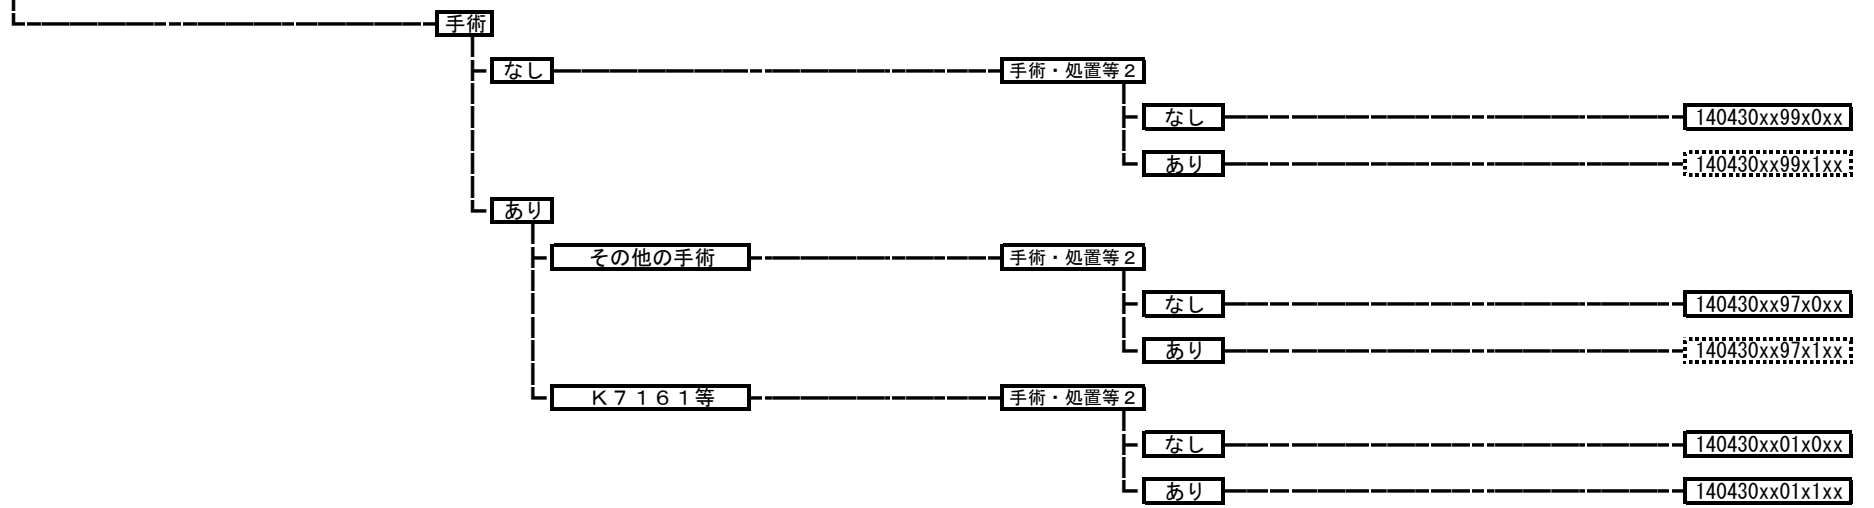 手術
なし
手術・処置等２
なし
140430xx99x0xx
あり
140430xx99x1xx
あり
その他の手術
手術・処置等２
なし
140430xx97x0xx
あり
140430xx97x1xx
Ｋ７１６１等
手術・処置等２
なし
140430xx01x0xx
あり
140430xx01x1xx